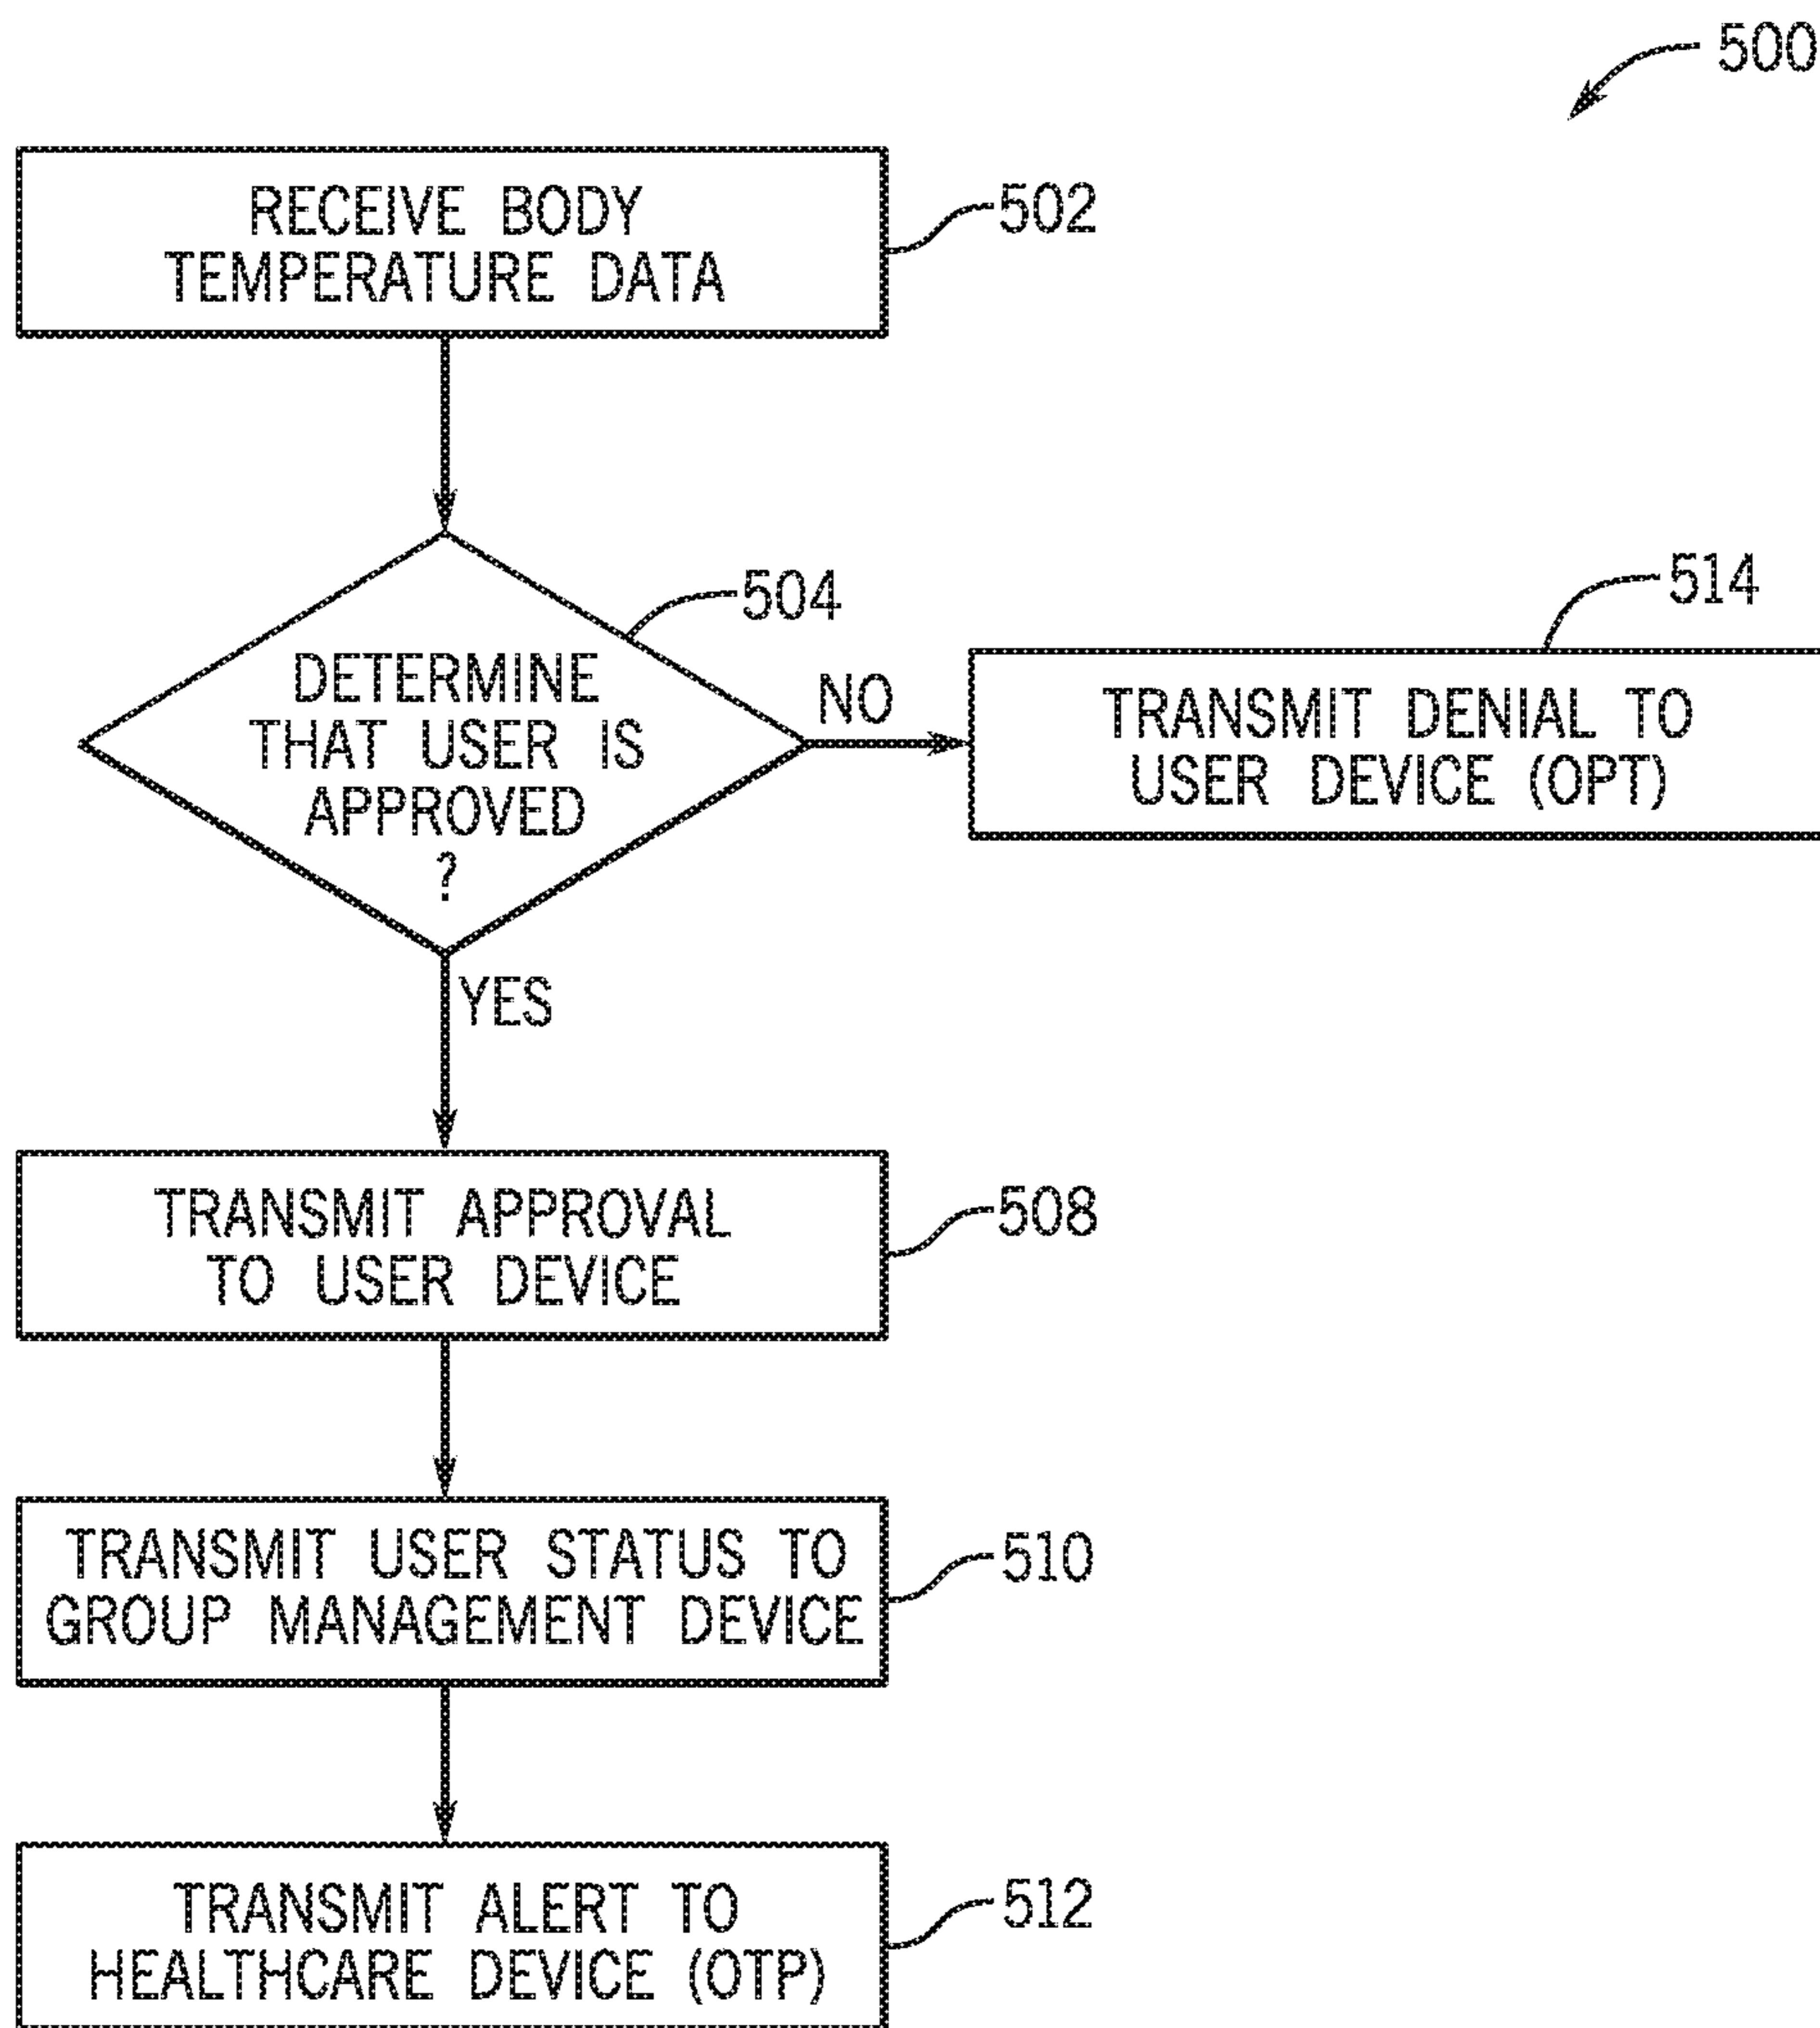 500
RECEIVE BODY
TEMPERATURE DATA
502
504
DETERMINE
THAT USER IS
APPROVED
?
NO
514
TRANSMIT DENIAL TO
USER DEVICE (OPT)
YES
TRANSMIT APPROVAL
TO USER DEVICE
508
TRANSMIT USER STATUS TO
GROUP MANAGEMENT DEVICE
510
TRANSMIT ALERT TO
HEALTHCARE DEVICE (OTP)
512